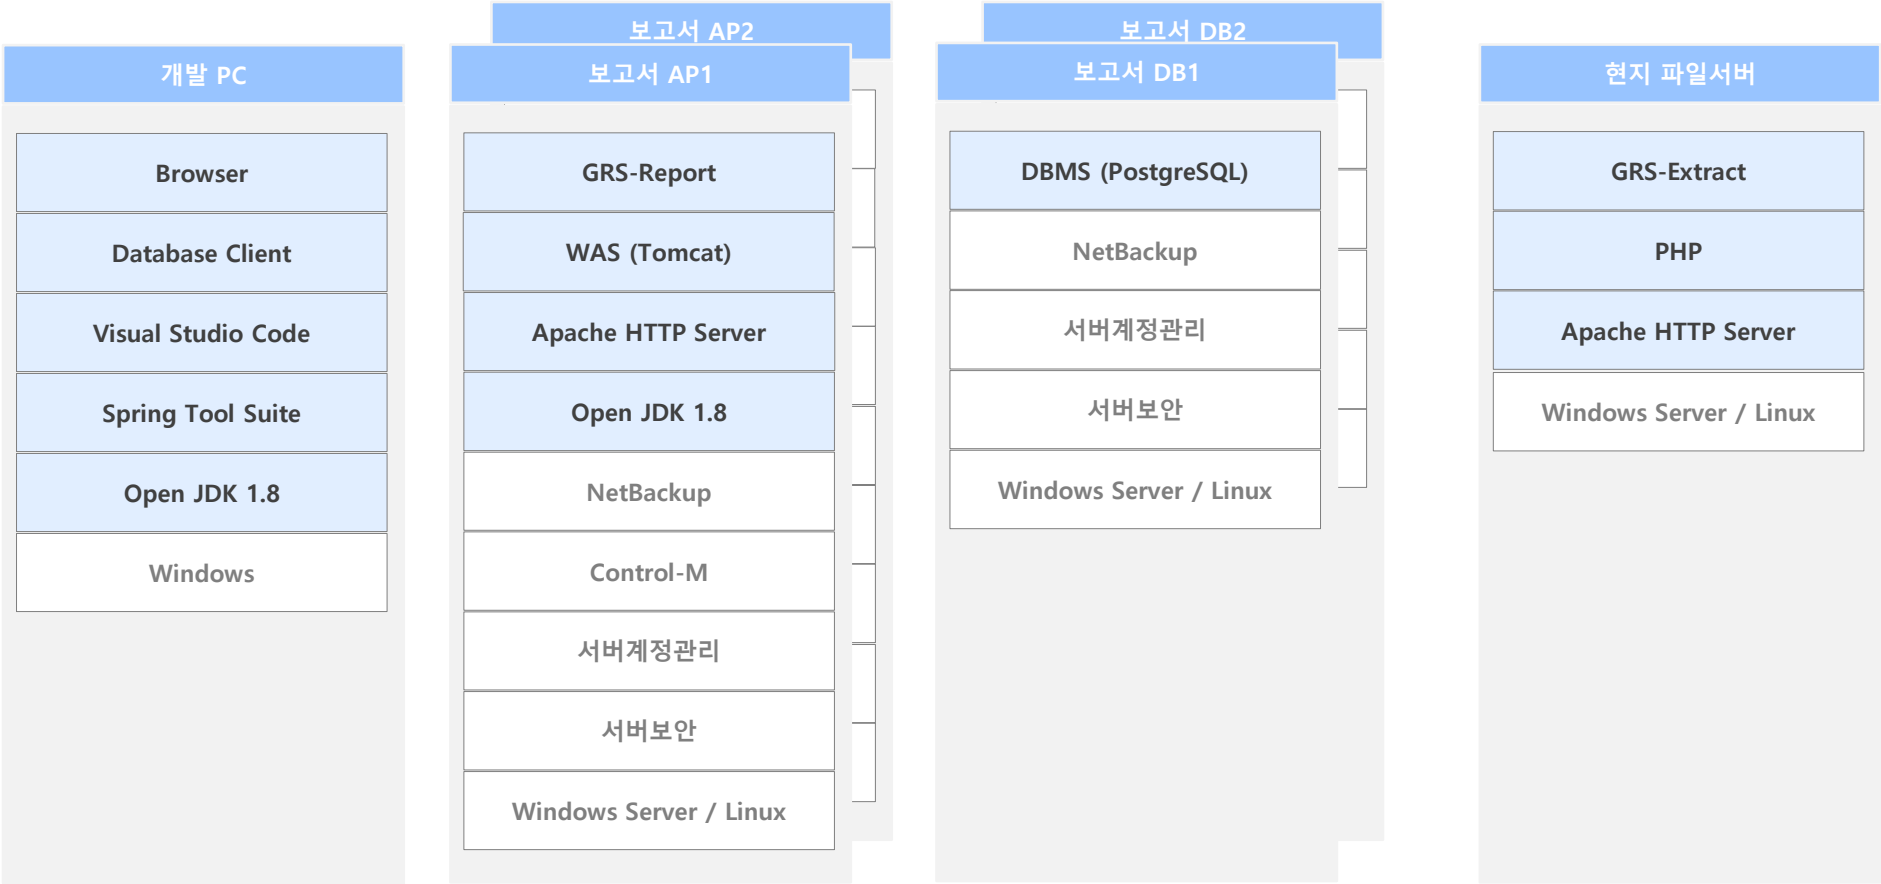 개발 PC
Browser
Database Client
Visual Studio Code
Spring Tool Suite
Open JDK 1.8
Windows
보고서 AP2
보고서 AP1
GRS-Report
WAS (Tomcat)
Apache HTTP Server
Open JDK 1.8
NetBackup
Control-M
서버계정관리
서버보안
Windows Server / Linux
보고서 DB2
보고서 DB1
DBMS (PostgreSQL)
NetBackup
서버계정관리
서버보안
Windows Server / Linux
현지 파일서버
GRS-Extract
PHP
Apache HTTP Server
Windows Server / Linux